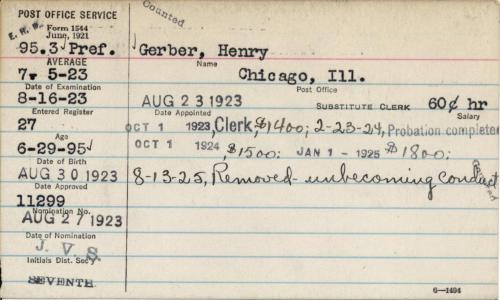 POST OFFICE SERVICE
Form 1544
June, 1921
Counted
E. H. W.
95.3 Pref.
AVERAGE
Gerber, Henry
Name
7- 5-23
Date of Examination
Chicago, Ill.
Post Office
8-16-23
Entered Register
AUG 23 1923
Date Appointed
SUBSTITUTE CLERK 60¢ hr
Salary
27
Age
OCT 1 1923, Clerk, $1400; 2-23-24, Probation complete
6-29-95
Date of Birth
OCT 1 1924, $1500; JAN 1 - 1925 $1800;
AUG 30 1923
Date Approved
8-13-25, Removed - unbecoming conduct
11299
Nomination No.
AUG 27 1923
Date of Nomination
J. V. S.
Initials Dist. Sec'y
SEVENTH
6-1494